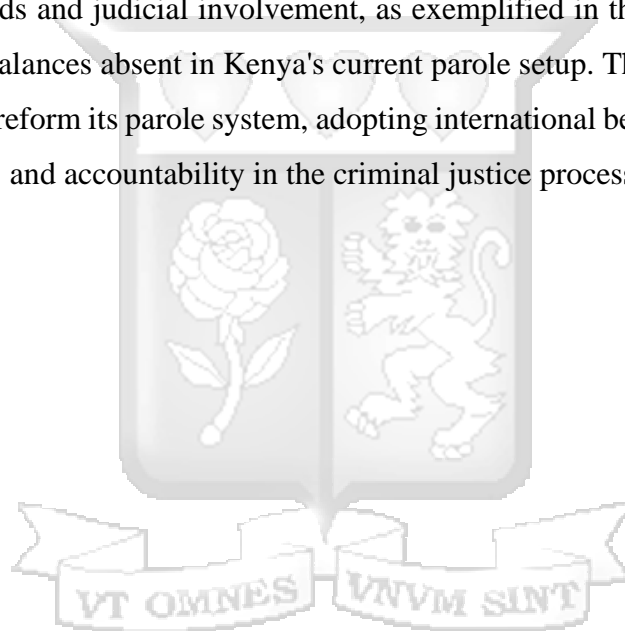 ds and judicial involvement, as exemplified in th
alances absent in Kenya's current parole setup. Th
reform its parole system, adopting international be
and accountability in the criminal justice process
VT OMNES VNVM SINT